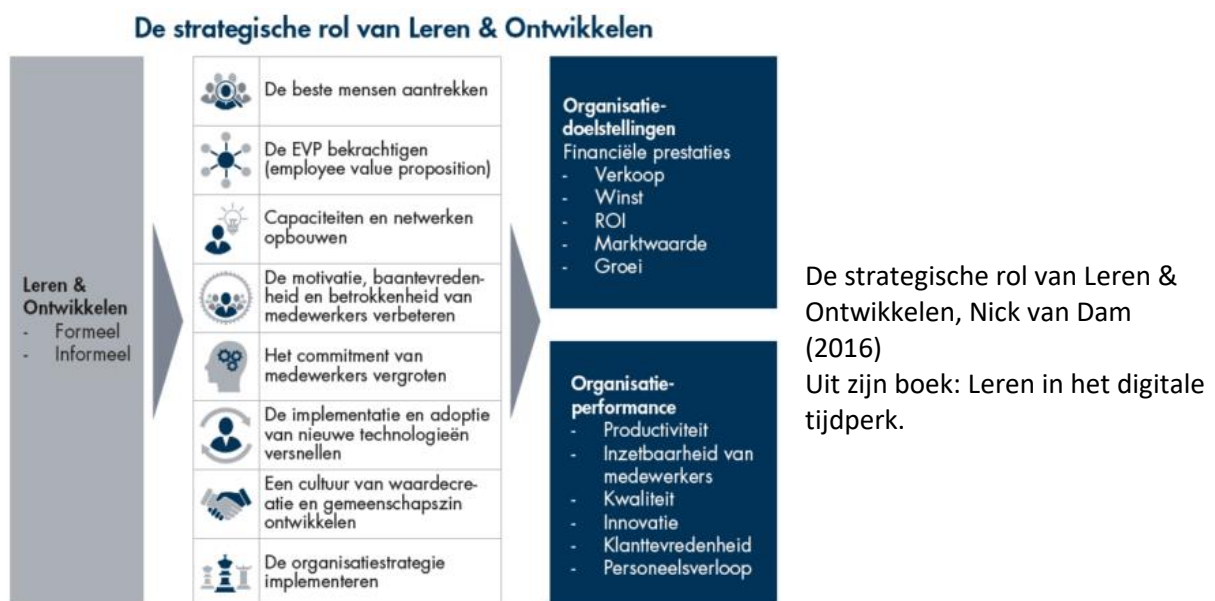 De strategische rol van Leren & Ontwikkelen
Leren &
Ontwikkelen
- Formeel
- Informeel
De beste mensen aantrekken
De EVP bekrachtigen
(employee value proposition)
Capaciteiten en netwerken
opbouwen
De motivatie, baantevreden-
heid en betrokkenheid van
medewerkers verbeteren
Het commitment van
medewerkers vergroten
De implementatie en adoptie
van nieuwe technologieën
versnellen
Een cultuur van waardecre-
atie en gemeenschapszin
ontwikkelen
De organisatiestrategie
implementeren
Organisatie-
doelstellingen
Financiële prestaties
- Verkoop
- Winst
- ROI
- Marktwaarde
- Groei
Organisatie-
performance
- Productiviteit
- Inzetbaarheid van
medewerkers
- Kwaliteit
- Innovatie
- Klanttevredenheid
- Personeelsverloop
De strategische rol van Leren &
Ontwikkelen, Nick van Dam
(2016)
Uit zijn boek: Leren in het digitale
tijdperk.